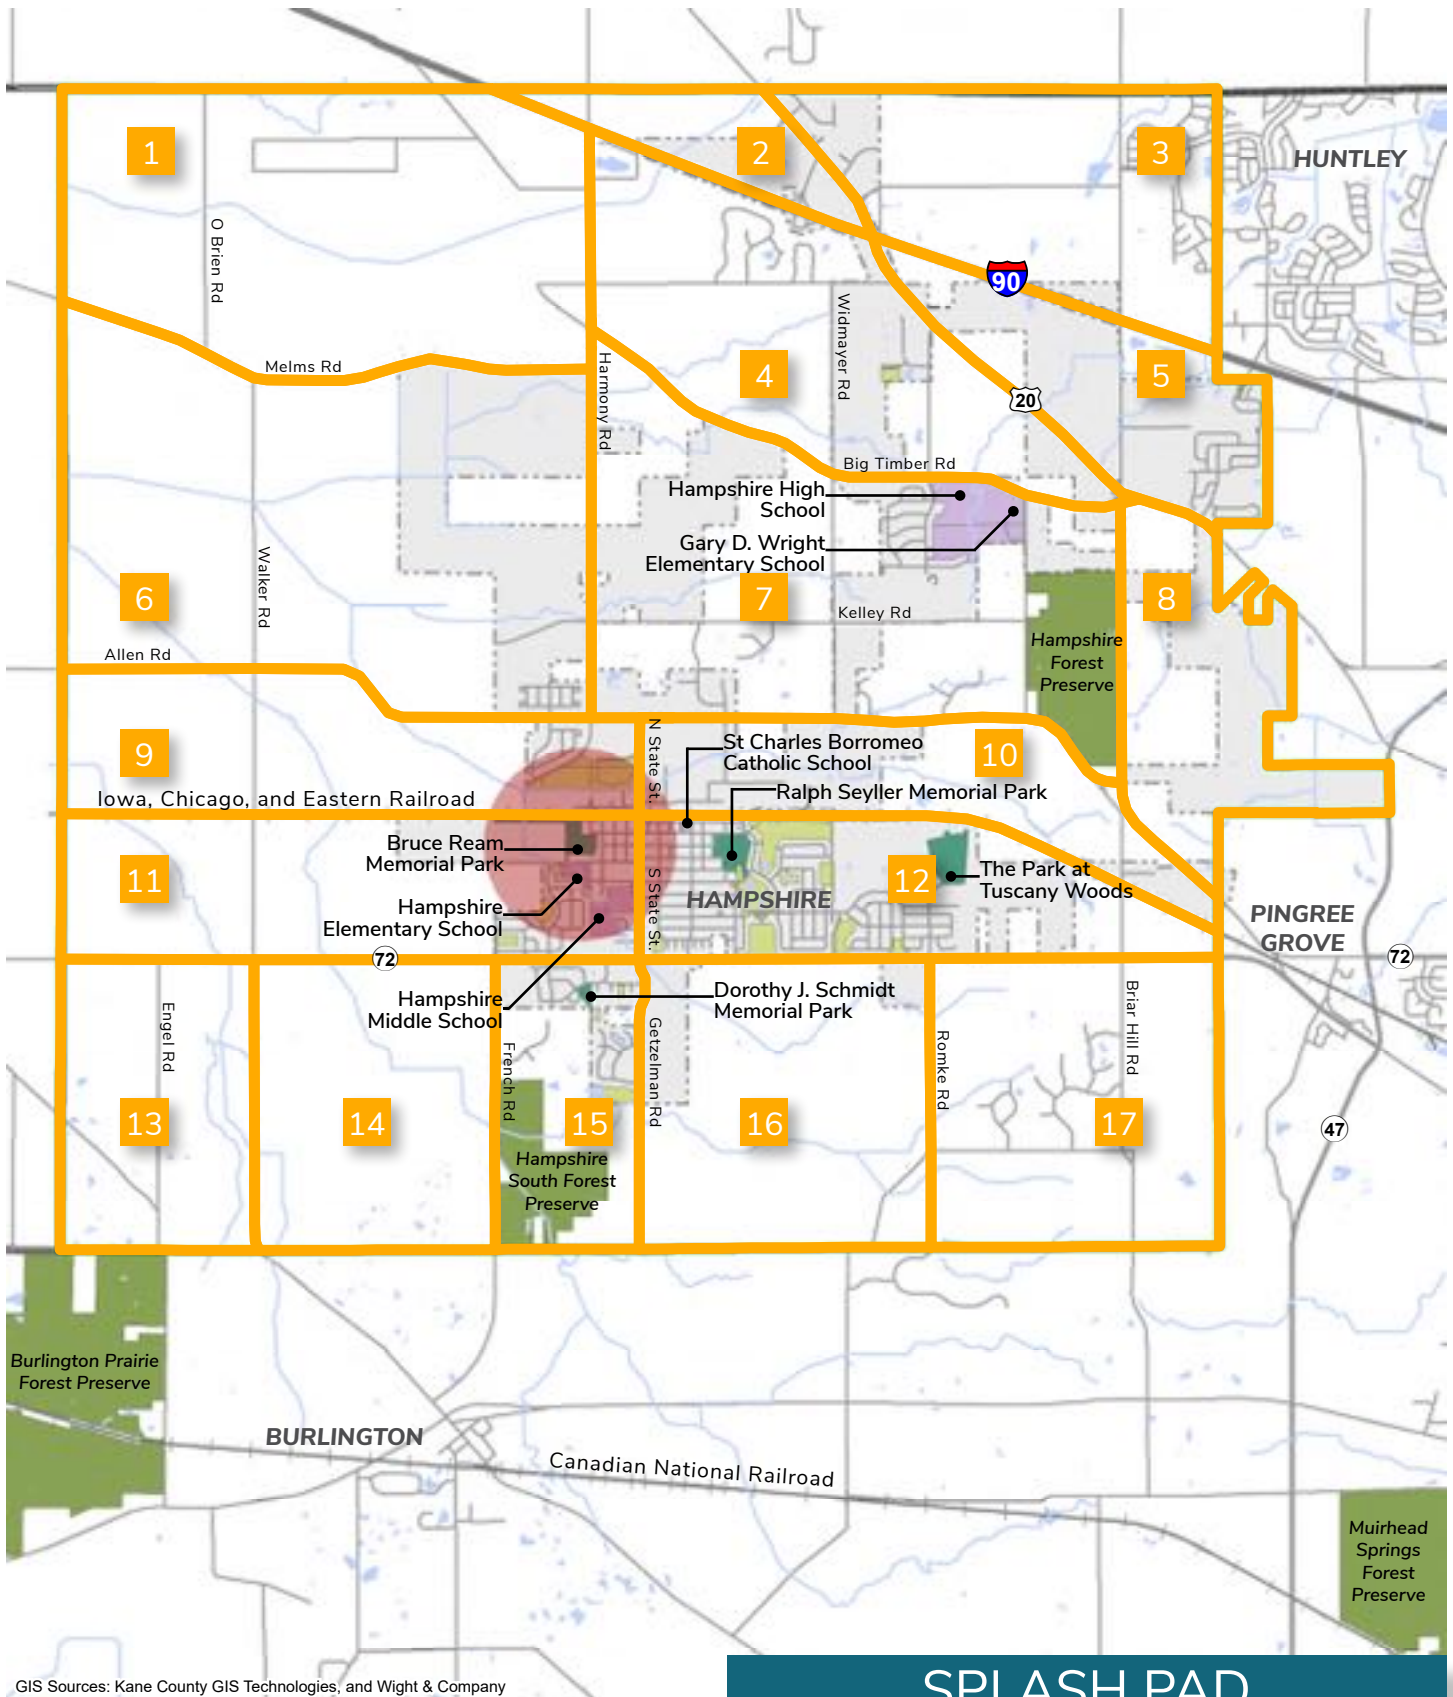 1
2
3
HUNTLEY
O Brien Rd
90
Widmayer Rd
Melms Rd
Harmony Rd
4
5
20
Big Timber Rd
Hampshire High
School
Gary D. Wright
Elementary School
Walker Rd
6
7
8
Kelley Rd
Hampshire
Forest
Preserve
Allen Rd
9
N State St.
St Charles Borromeo
Catholic School
10
Ralph Seyller Memorial Park
Iowa, Chicago, and Eastern Railroad
Bruce Ream
Memorial Park
11
12
The Park at
Tuscany Woods
S State St.
HAMPSHIRE
Hampshire
Elementary School
PINGREE
GROVE
72
72
Hampshire
Middle School
Dorothy J. Schmidt
Memorial Park
Engel Rd
French Rd
Getzelman Rd
Romke Rd
Briar Hill Rd
13
14
15
16
17
47
Hampshire
South Forest
Preserve
Burlington Prairie
Forest Preserve
BURLINGTON
Canadian National Railroad
Muirhead
Springs
Forest
Preserve
GIS Sources: Kane County GIS Technologies, and Wight & Company
SPLASH PAD